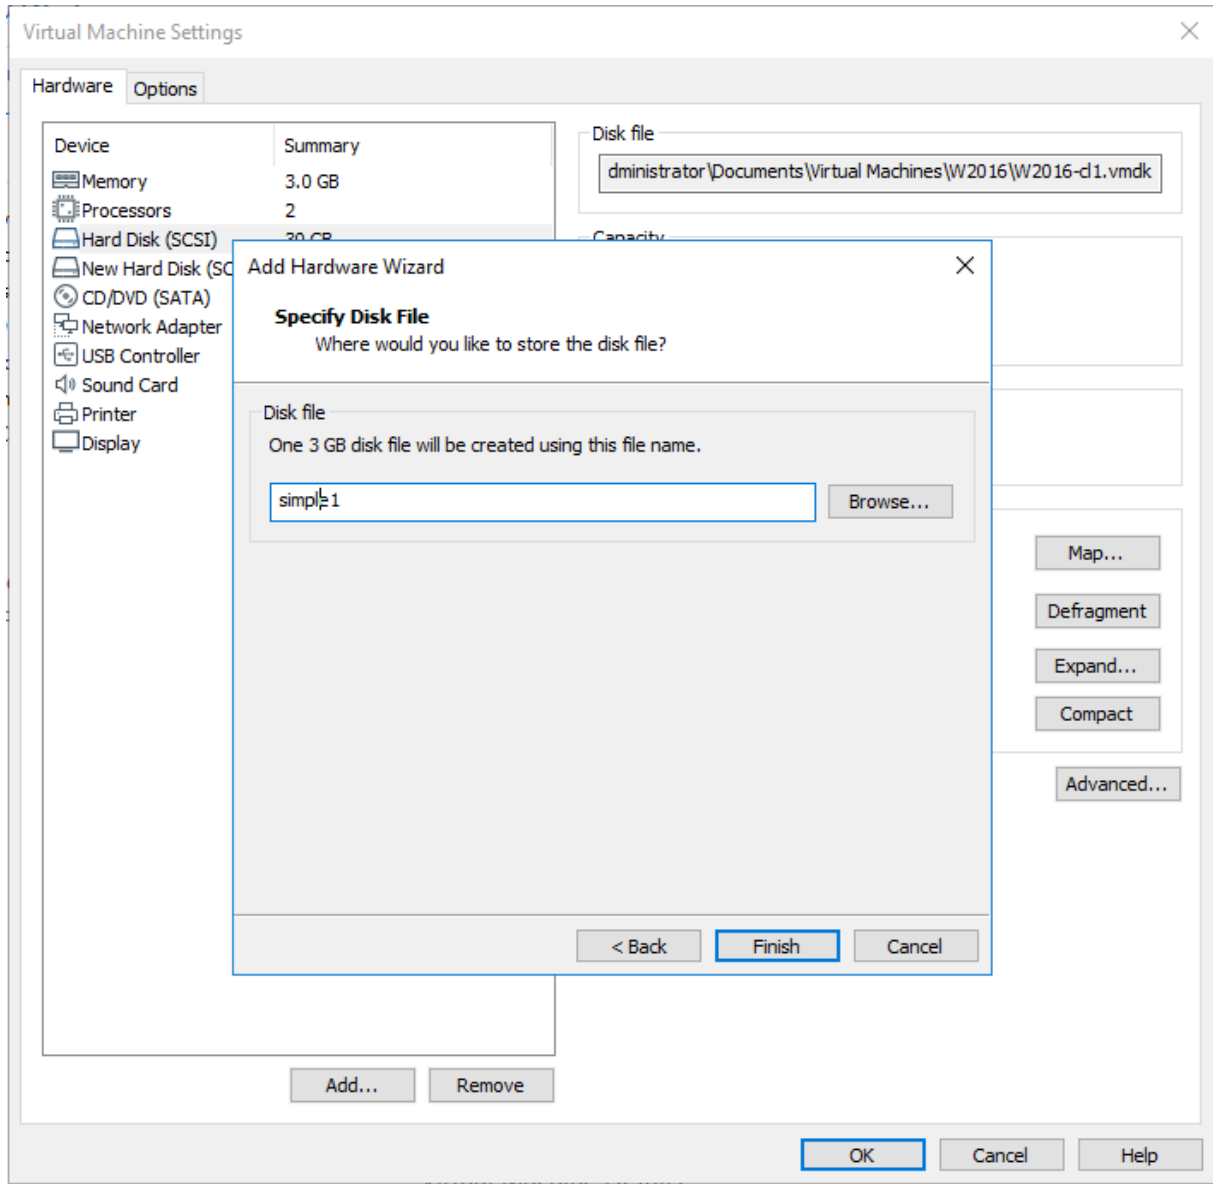 Virtual Machine Settings
Hardware Options
Device Summary
Memory 3.0 GB
Processors 2
Hard Disk (SCSI) 30 GB
New Hard Disk (SC
CD/DVD (SATA)
Network Adapter
USB Controller
Sound Card
Printer
Display
Add... Remove
Disk file
dministrator\Documents\Virtual Machines\W2016\W2016-cl1.vmdk
Capacity
Map...
Defragment
Expand...
Compact
Advanced...
Add Hardware Wizard
Specify Disk File
Where would you like to store the disk file?
Disk file
One 3 GB disk file will be created using this file name.
simple1
Browse...
< Back Finish Cancel
OK Cancel Help